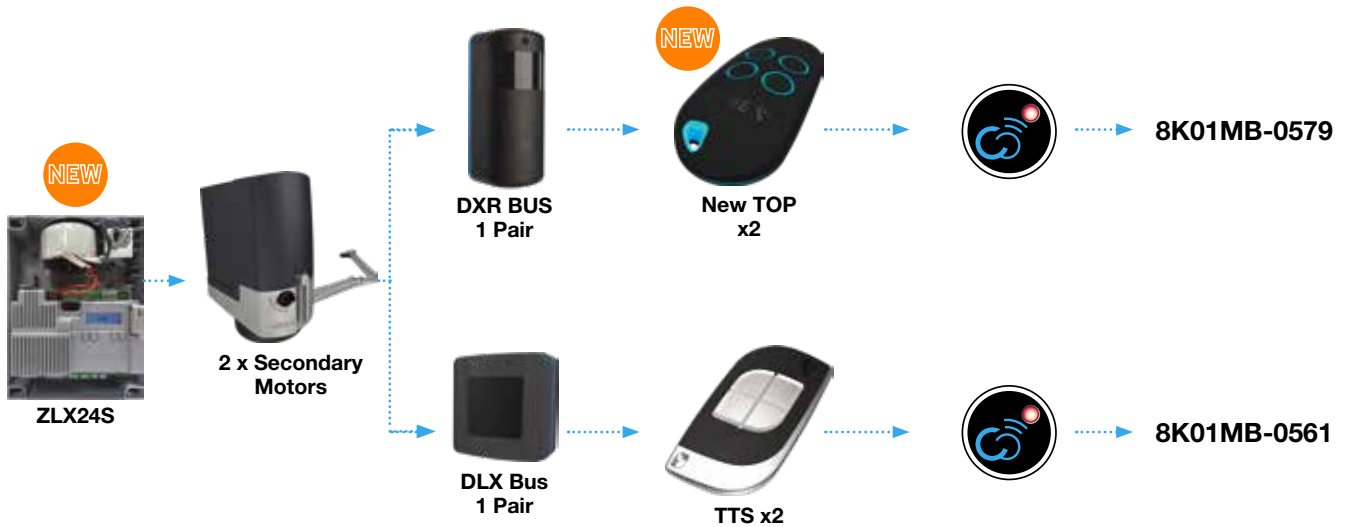 NEW
ZLX24S
2 x Secondary
Motors
DXR BUS
1 Pair
NEW
New TOP
x2
8K01MB-0579
DLX Bus
1 Pair
TTS x2
8K01MB-0561